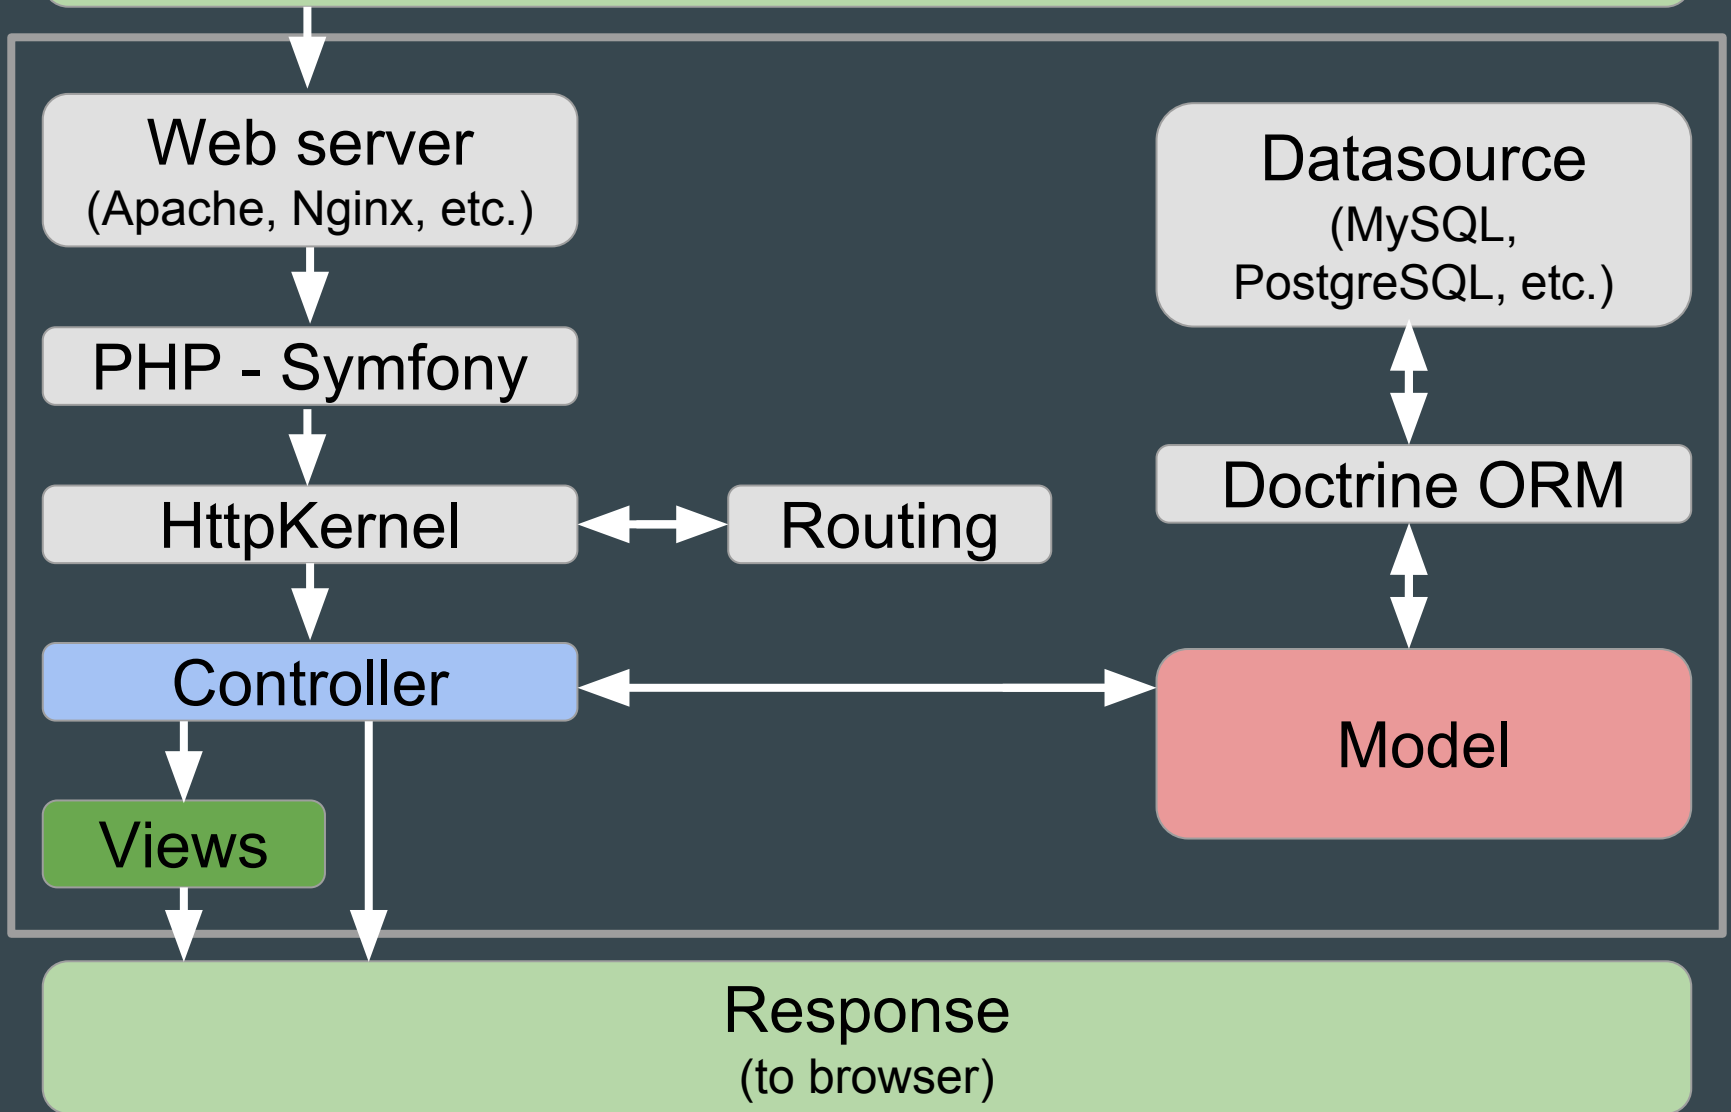 Web server
(Apache, Nginx, etc.)
Datasource
(MySQL,
PostgreSQL, etc.)
PHP - Symfony
Doctrine ORM
HttpKernel
Routing
Controller
Model
Views
Response
(to browser)